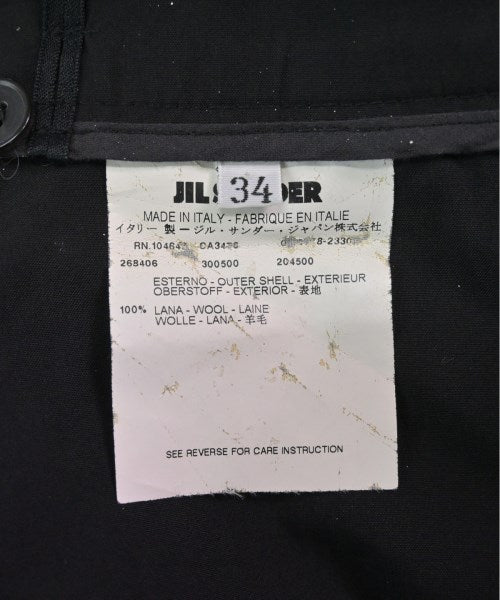 34
JIL SANDER
MADE IN ITALY - FABRIQUE EN ITALIE
イタリー 製 ージル・サンダー・ジャパン株式会社
268406 300500 204500
ESTERNO - OUTER SHELL - EXTERIEUR
OBERSTOFF - EXTERIOR - 表地
100% LANA - WOOL - LAINE
WOLLE - LANA - 羊毛
SEE REVERSE FOR CARE INSTRUCTION